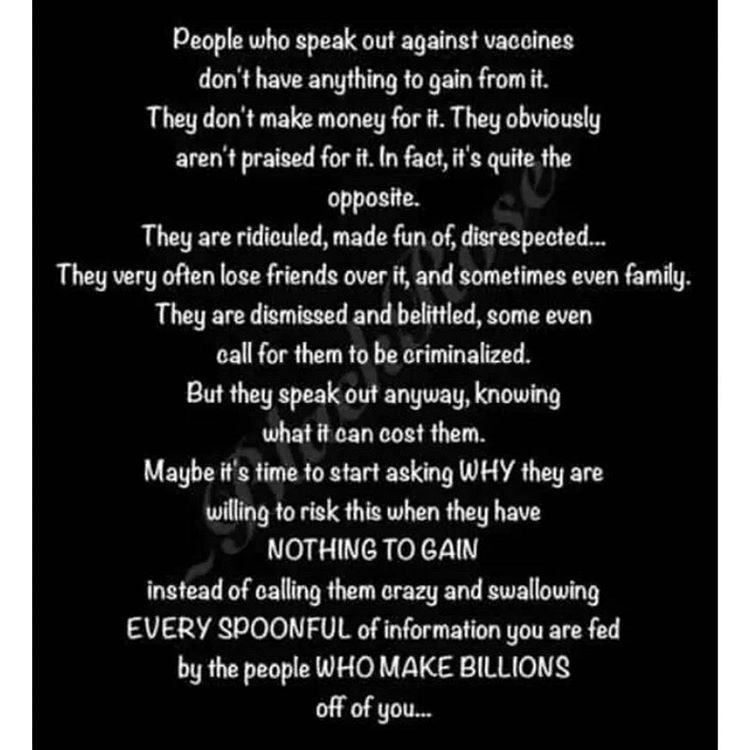 People who speak out against vaccines
don't have anything to gain from it.
They don't make money for it. They obviously
aren't praised for it. In fact, it's quite the
opposite.
They are ridiculed, made fun of, disrespected...
They very often lose friends over it, and sometimes even family.
They are dismissed and belittled, some even
call for them to be criminalized.
But they speak out anyway, knowing
what it can cost them.
Maybe it's time to start asking WHY they are
willing to risk this when they have
NOTHING TO GAIN
instead of calling them crazy and swallowing
EVERY SPOONFUL of information you are fed
by the people WHO MAKE BILLIONS
off of you...
~BlackRose